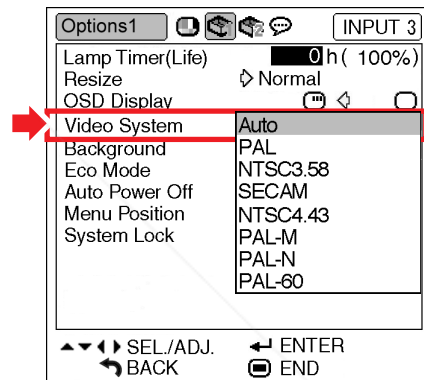 Options1 INPUT 3
Lamp Timer(Life) 0 h( 100%)
Resize Normal
OSD Display
Video System Auto
Background PAL
Eco Mode NTSC3.58
Auto Power Off SECAM
Menu Position NTSC4.43
System Lock PAL-M
PAL-N
PAL-60
SEL./ADJ. ENTER
BACK END